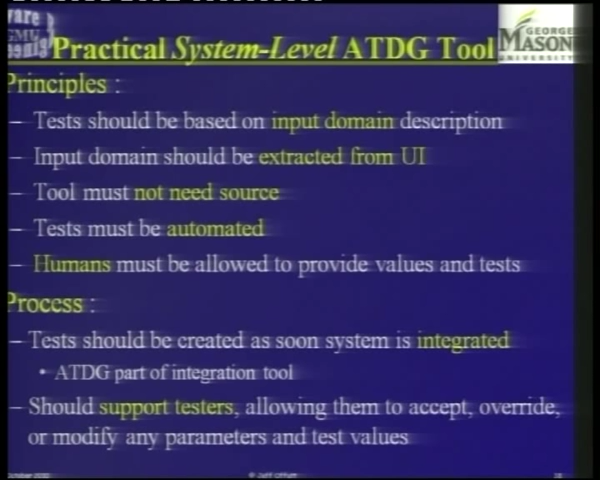 Practical System-Level ATDG Tool
GEORGE
MASON
UNIVERSITY
Principles :
– Tests should be based on input domain description
– Input domain should be extracted from UI
– Tool must not need source
– Tests must be automated
– Humans must be allowed to provide values and tests
Process :
– Tests should be created as soon system is integrated
• ATDG part of integration tool
– Should support testers, allowing them to accept, override,
or modify any parameters and test values